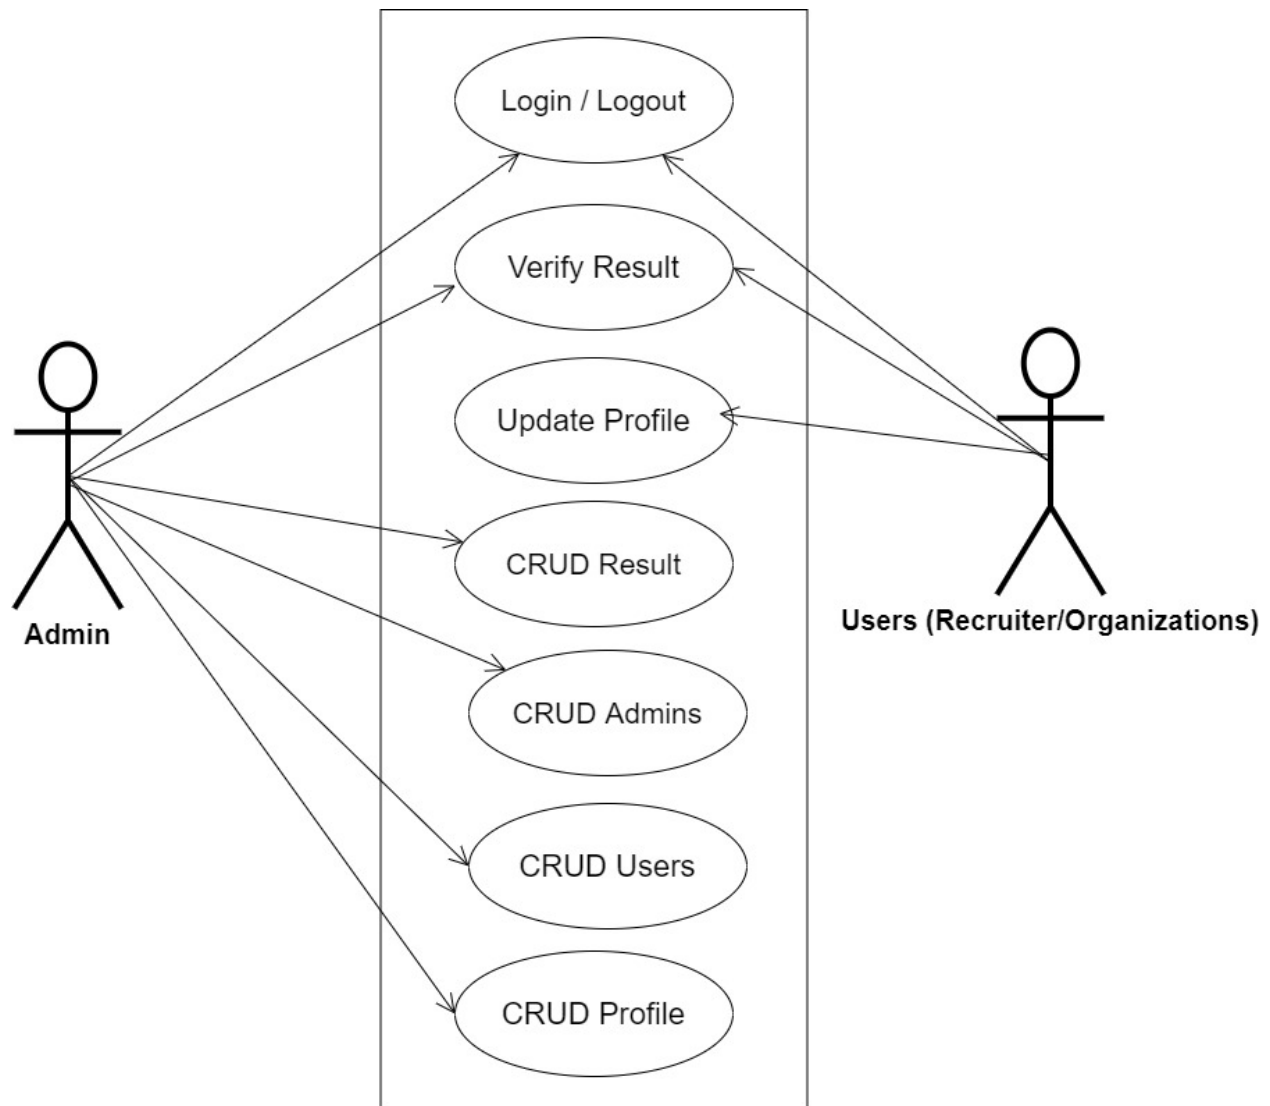 Login / Logout
Verify Result
Update Profile
CRUD Result
Admin
Users (Recruiter/Organizations)
CRUD Admins
CRUD Users
CRUD Profile